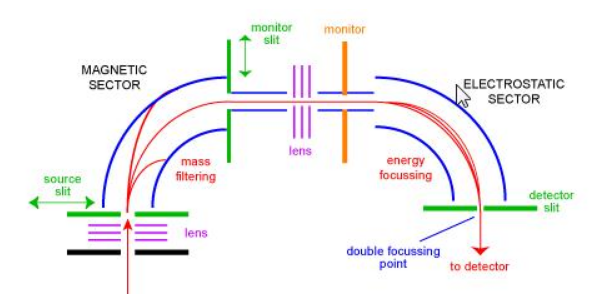 monitor
slit
monitor
MAGNETIC
SECTOR
ELECTROSTATIC
SECTOR
lens
mass
filtering
energy
focussing
source
slit
detector
slit
lens
double focussing
point
to detector